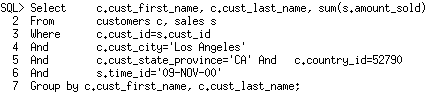 SQL> Select c.cust_first_name, c.cust_last_name, sum(s.amount_sold)
2 From customers c, sales s
3 Where c.cust_id=s.cust_id
4 And c.cust_city='Los Angeles'
5 And c.cust_state_province='CA' And c.country_id=52790
6 And s.time_id='09-NOV-00'
7 Group by c.cust_first_name, c.cust_last_name;